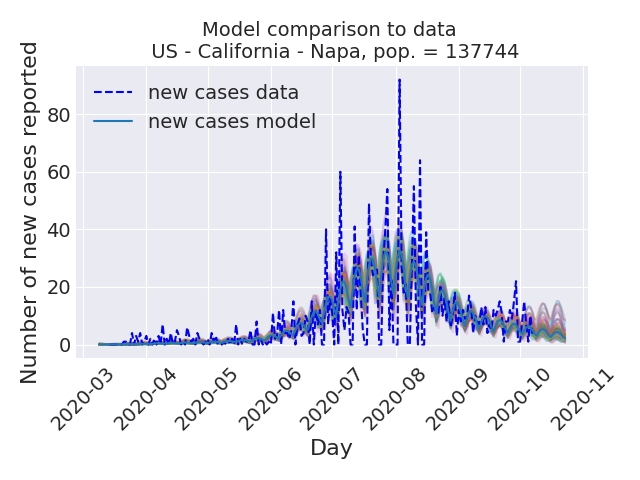 Model comparison to data
US - California - Napa, pop. = 137744
Number of new cases reported
new cases data
new cases model
80
60
40
20
0
2020-03
2020-04
2020-05
2020-06
2020-07
2020-08
2020-09
2020-10
2020-11
Day